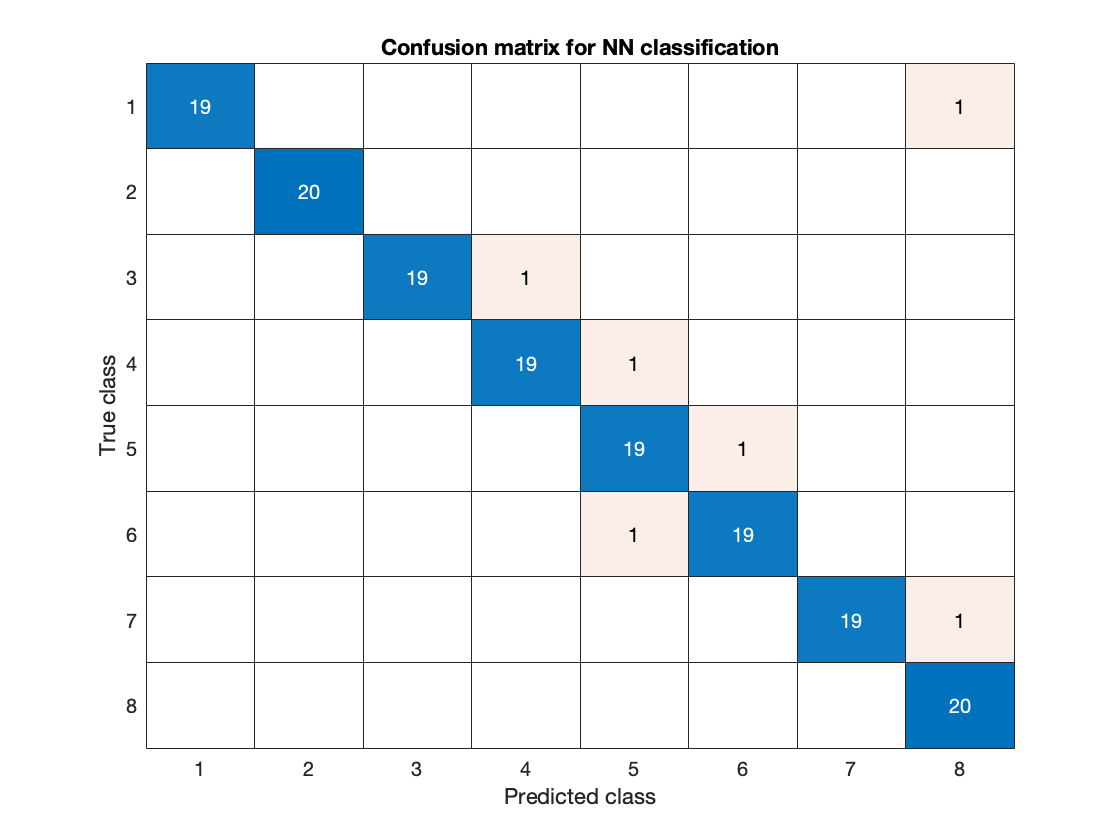 Confusion matrix for NN classification
1 19 1
2 20
3 19 1
4 19 1
5 19 1
6 1 19
7 19 1
8 20
True class
1 2 3 4 5 6 7 8
Predicted class